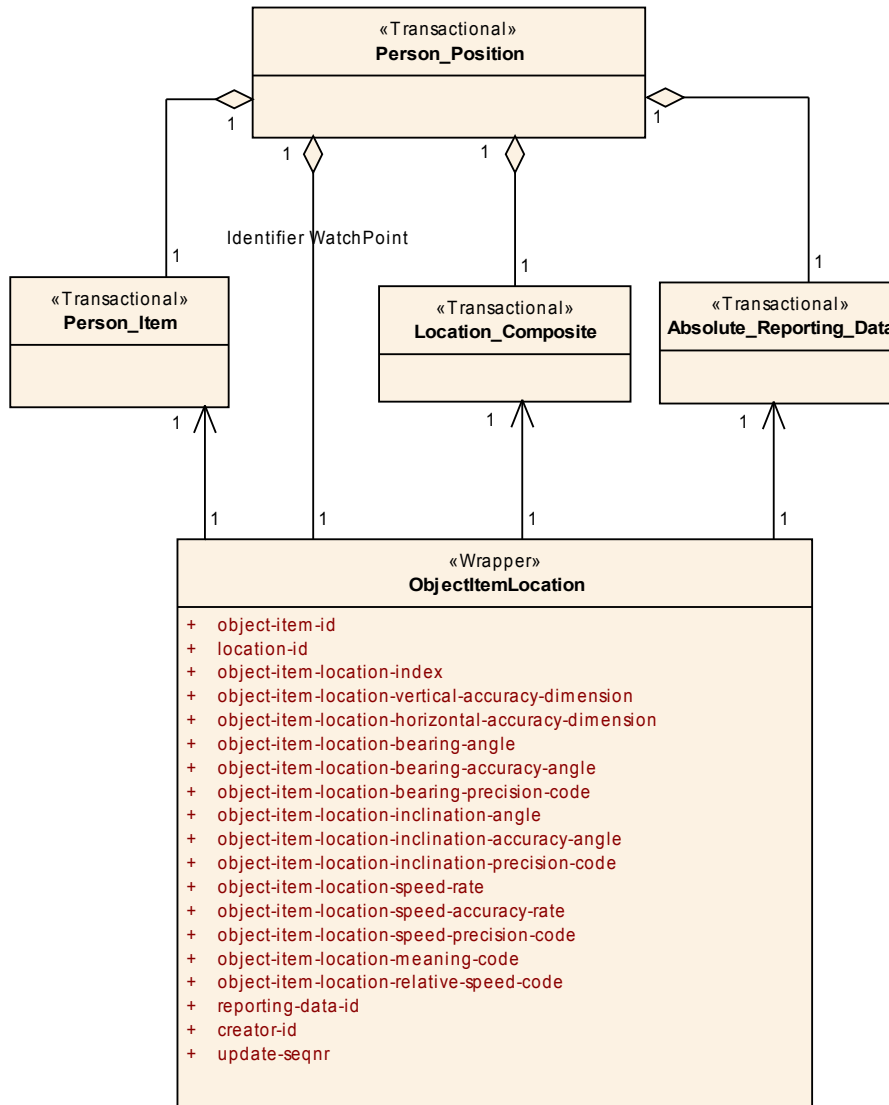 «Transactional»
Person_Position
1
1
1
1
Identifier WatchPoint
1
1
1
«Transactional»
Person_Item
«Transactional»
Location_Composite
«Transactional»
Absolute_Reporting_Data
1
1
1
1
1
1
1
«Wrapper»
ObjectItemLocation
+ object-item-id
+ location-id
+ object-item-location-index
+ object-item-location-vertical-accuracy-dimension
+ object-item-location-horizontal-accuracy-dimension
+ object-item-location-bearing-angle
+ object-item-location-bearing-accuracy-angle
+ object-item-location-bearing-precision-code
+ object-item-location-inclination-angle
+ object-item-location-inclination-accuracy-angle
+ object-item-location-inclination-precision-code
+ object-item-location-speed-rate
+ object-item-location-speed-accuracy-rate
+ object-item-location-speed-precision-code
+ object-item-location-meaning-code
+ object-item-location-relative-speed-code
+ reporting-data-id
+ creator-id
+ update-seqnr